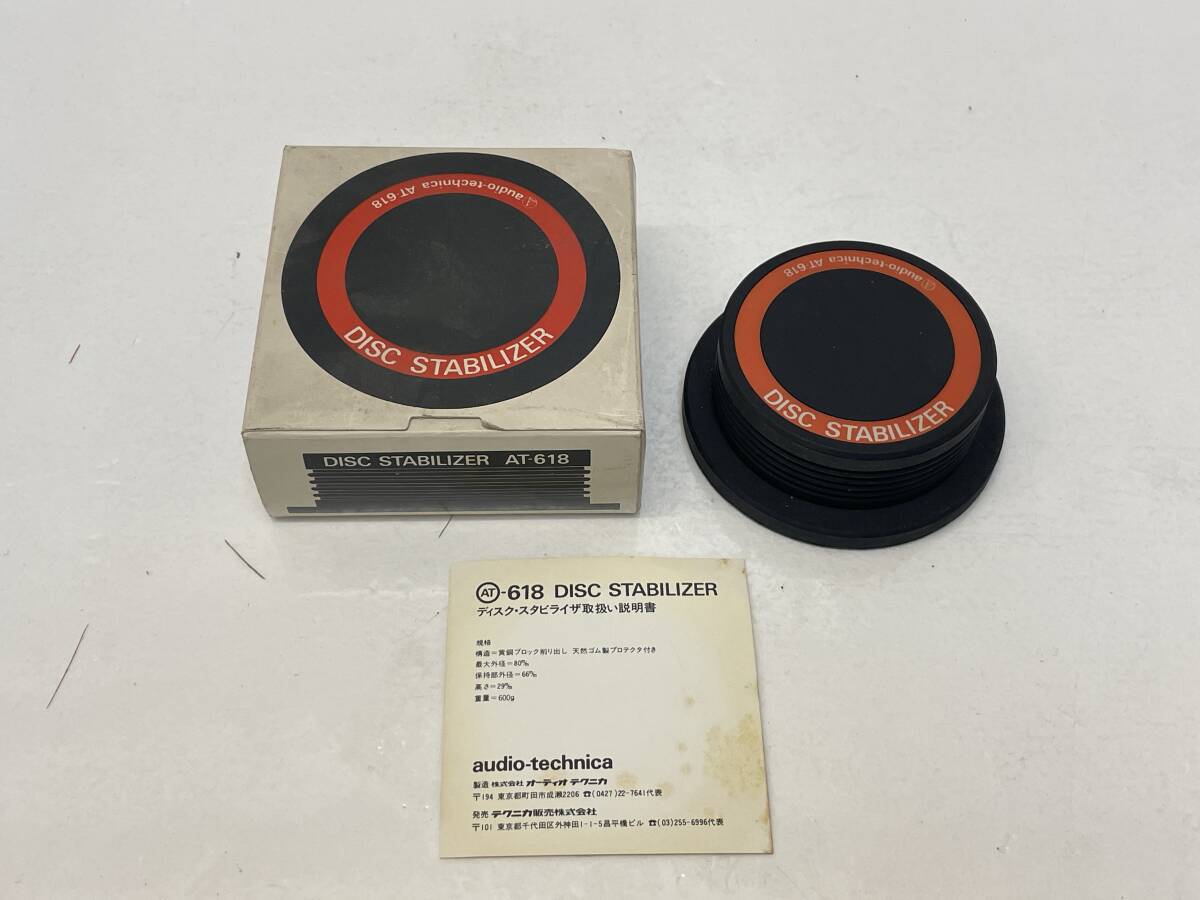 audio-technica AT-618
DISC STABILIZER
DISC STABILIZER AT-618
audio-technica AT-618
DISC STABILIZER
AT-618 DISC STABILIZER
ディスク・スタビライザ取扱い説明書
規格
構造=黄銅ブロック削り出し 天然ゴム製プロテクタ付き
最大外径=80m/m
保持部外径=66m/m
高さ=29m/m
重量=600g
audio-technica
製造 株式会社 オーディオ テクニカ
〒194 東京都町田市成瀬2206 ☎(0427)22-7641代表
発売 テクニカ販売株式会社
〒101 東京都千代田区外神田1-1-5昌平橋ビル ☎(03)255-6996代表